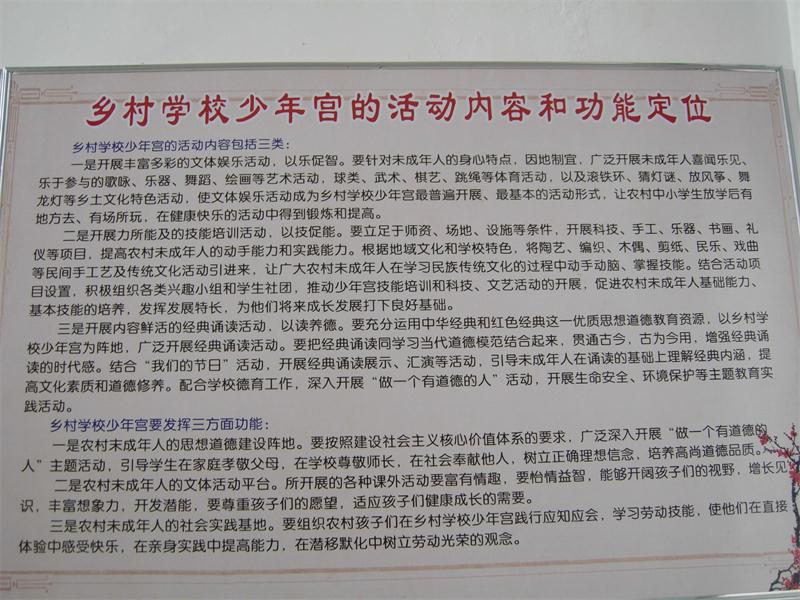 乡村学校少年宫的活动内容和功能定位
乡村学校少年宫的活动内容包括三类：
一是开展丰富多彩的文体娱乐活动，以乐促智。要针对未成年人的身心特点，因地制宜，广泛开展未成年人喜闻乐见、
乐于参与的歌咏、乐器、舞蹈、绘画等艺术活动，球类、武术、棋艺、跳绳等体育活动，以及滚铁环、猜灯谜、放风筝、舞
龙灯等乡土文化特色活动，使文体娱乐活动成为乡村学校少年宫最普遍开展、最基本的活动形式，让农村中小学生放学后有
地方去、有场所玩，在健康快乐的活动中得到锻炼和提高。
二是开展力所能及的技能培训活动，以技促能。要立足于师资、场地、设施等条件，开展科技、手工、乐器、书画、礼
仪等项目，提高农村未成年人的动手能力和实践能力。根据地域文化和学校特色，将陶艺、编织、木偶、剪纸、民乐、戏曲
等民间手工艺及传统文化活动引进来，让广大农村未成年人在学习民族传统文化的过程中动手动脑、掌握技能。结合活动项
目设置，积极组织各类兴趣小组和学生社团，推动少年宫技能培训和科技、文艺活动的开展，促进农村未成年人基础能力、
基本技能的培养，发挥发展特长，为他们将来成长发展打下良好基础。
三是开展内容鲜活的经典诵读活动，以读养德。要充分运用中华经典和红色经典这一优质思想道德教育资源，以乡村学
校少年宫为阵地，广泛开展经典诵读活动。要把经典诵读同学习当代道德模范结合起来，贯通古今，古为今用，增强经典诵
读的时代感。结合“我们的节日”活动，开展经典诵读展示、汇演等活动，引导未成年人在诵读的基础上理解经典内涵，提
高文化素质和道德修养。配合学校德育工作，深入开展“做一个有道德的人”活动，开展生命安全、环境保护等主题教育实
践活动。
乡村学校少年宫要发挥三方面功能：
一是农村未成年人的思想道德建设阵地。要按照建设社会主义核心价值体系的要求，广泛深入开展“做一个有道德的
人”主题活动，引导学生在家庭孝敬父母，在学校尊敬师长，在社会奉献他人，树立正确理想信念，培养高尚道德品质。
二是农村未成年人的文体活动平台。所开展的各种课外活动要富有情趣，要怡情益智，能够开阔孩子们的视野，增长见
识，丰富想象力，开发潜能，要尊重孩子们的愿望，适应孩子们健康成长的需要。
三是农村未成年人的社会实践基地。要组织农村孩子们在乡村学校少年宫践行应知应会，学习劳动技能，使他们在直接
体验中感受快乐，在亲身实践中提高能力，在潜移默化中树立劳动光荣的观念。